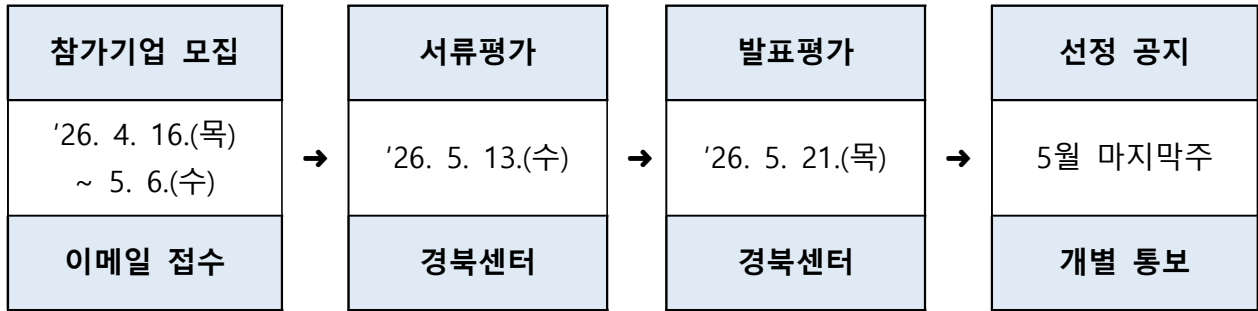 참가기업 모집
서류평가
발표평가
선정 공지
'26. 4. 16.(목)
~ 5. 6.(수)
➜
'26. 5. 13.(수)
➜
'26. 5. 21.(목)
➜
5월 마지막주
이메일 접수
경북센터
경북센터
개별 통보